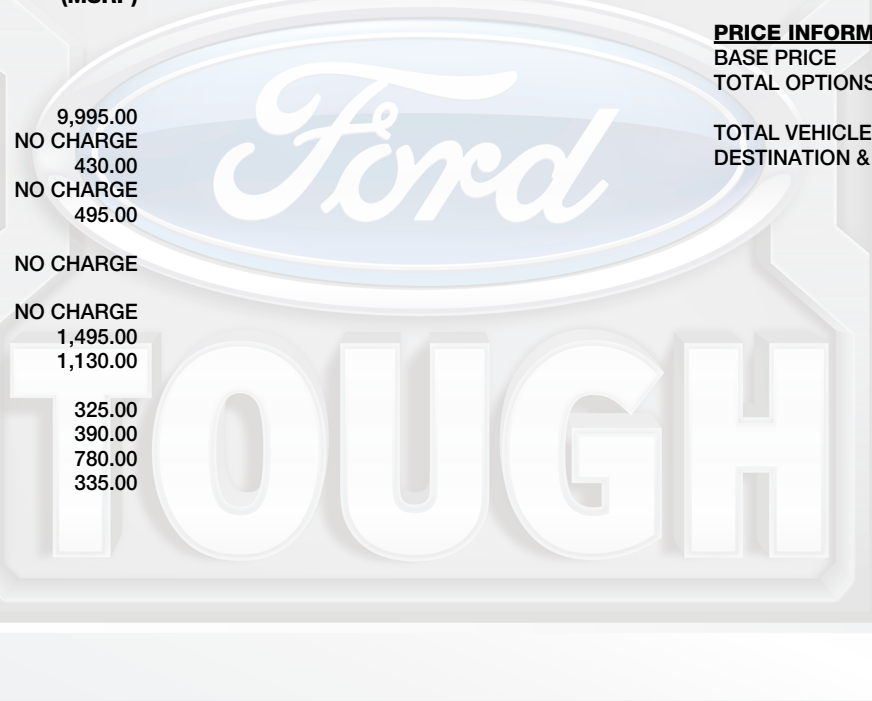 (MSRP)
9,995.00
NO CHARGE
430.00
NO CHARGE
495.00
NO CHARGE
NO CHARGE
1,495.00
1,130.00
325.00
390.00
780.00
335.00
PRICE INFORM
BASE PRICE
TOTAL OPTIONS
TOTAL VEHICLE
DESTINATION &
Ford
TOUGH